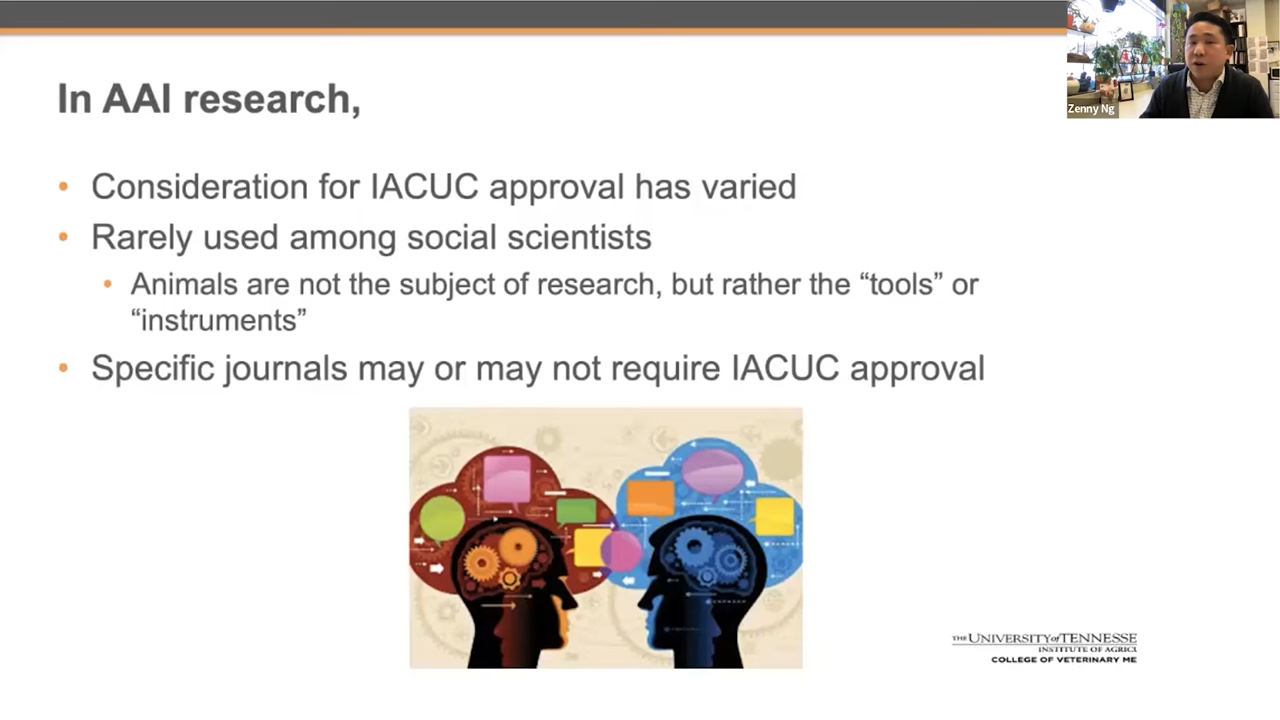 Zenny Ng
In AAI research,
• Consideration for IACUC approval has varied
• Rarely used among social scientists
• Animals are not the subject of research, but rather the “tools” or
“instruments”
• Specific journals may or may not require IACUC approval
THE UNIVERSITY of TENNESSE
INSTITUTE OF AGRICU
COLLEGE OF VETERINARY ME